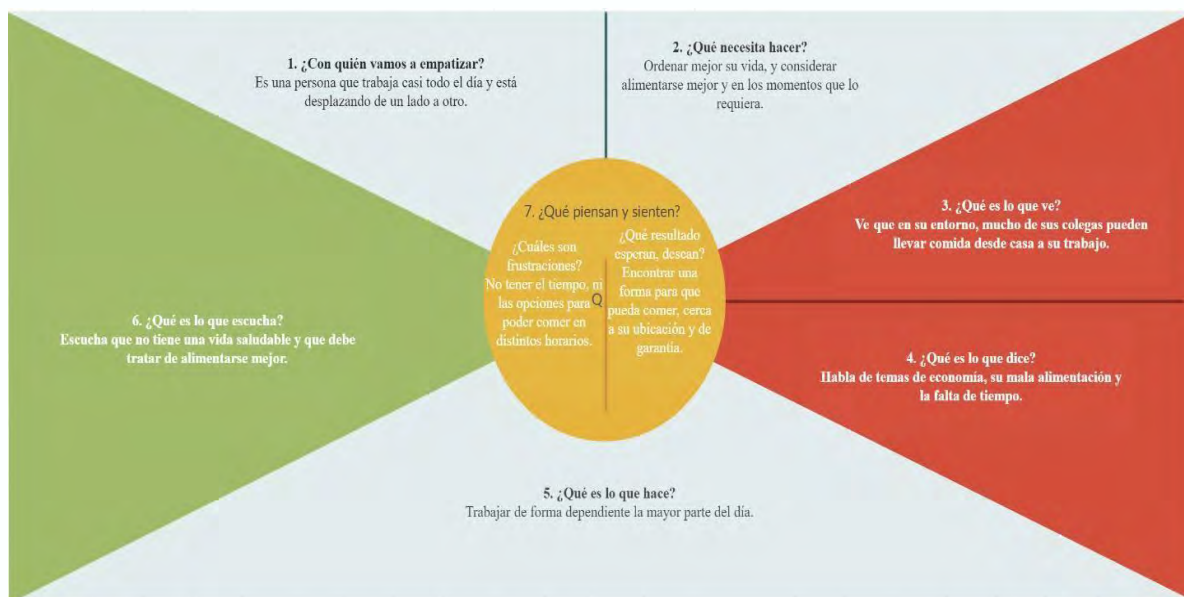 1. ¿Con quién vamos a empatizar?
Es una persona que trabaja casi todo el día y está
desplazando de un lado a otro.
2. ¿Qué necesita hacer?
Ordenar mejor su vida, y considerar
alimentarse mejor y en los momentos que lo
requiera.
3. ¿Qué es lo que ve?
Ve que en su entorno, mucho de sus colegas pueden
llevar comida desde casa a su trabajo.
4. ¿Qué es lo que dice?
Habla de temas de economía, su mala alimentación y
la falta de tiempo.
5. ¿Qué es lo que hace?
Trabajar de forma dependiente la mayor parte del día.
6. ¿Qué es lo que escucha?
Escucha que no tiene una vida saludable y que debe
tratar de alimentarse mejor.
7. ¿Qué piensan y sienten?
¿Cuáles son
frustraciones?
No tener el tiempo, ni
las opciones para
poder comer en
distintos horarios.
Q
¿Qué resultado
esperan, desean?
Encontrar una
forma para que
pueda comer, cerca
a su ubicación y de
garantía.